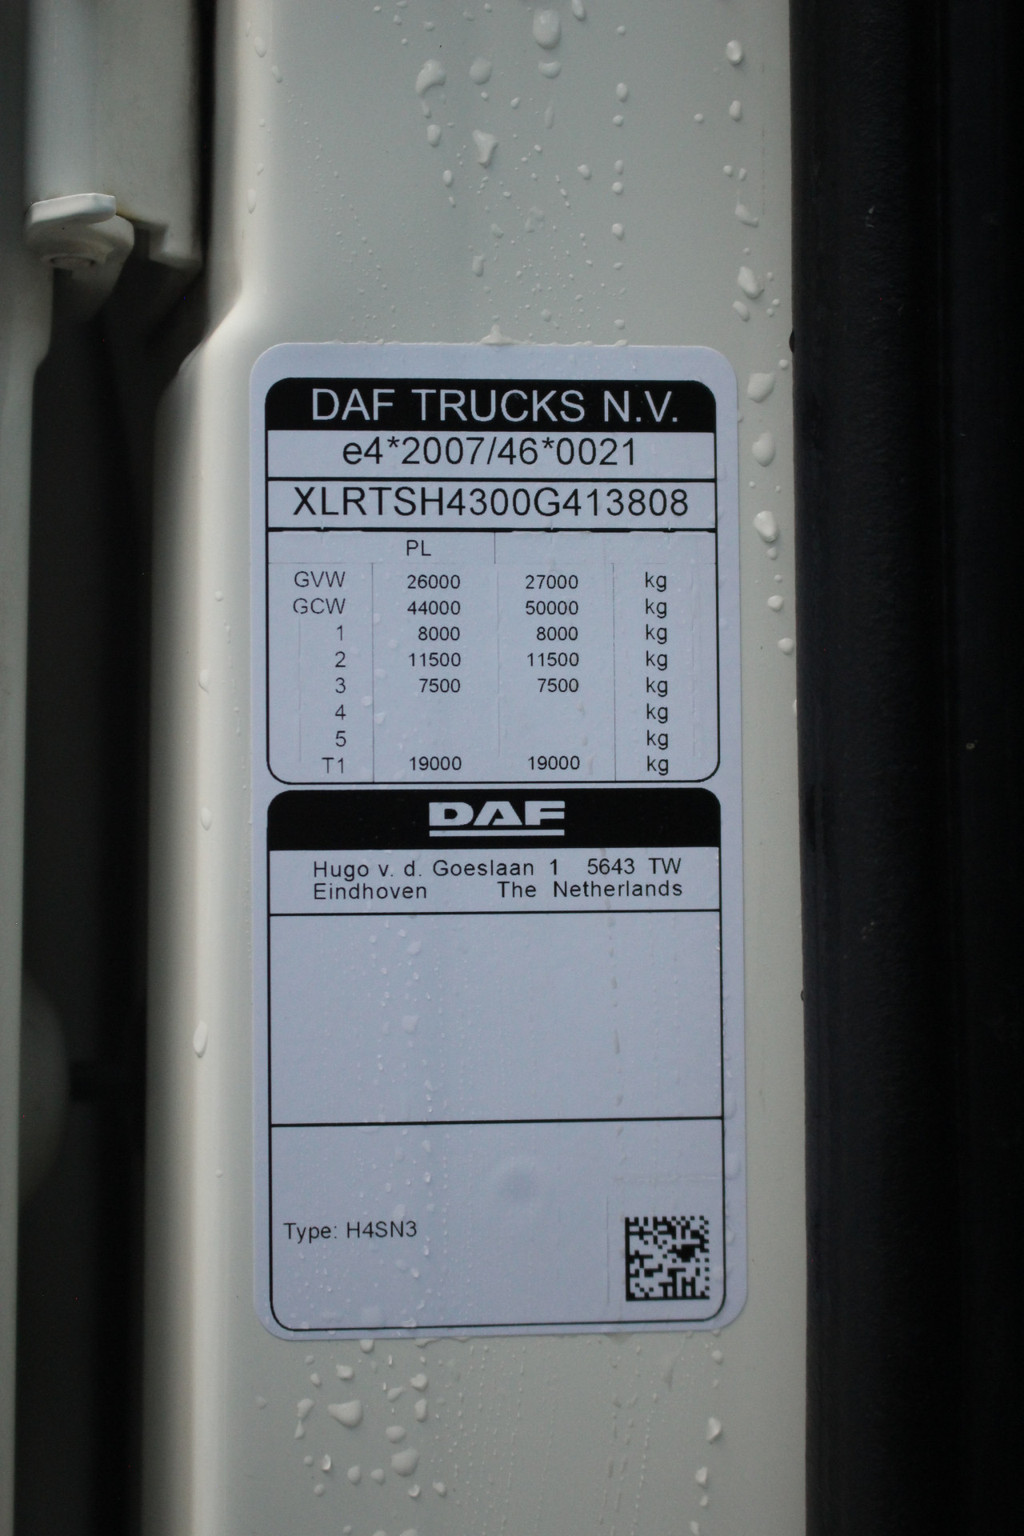 DAF TRUCKS N.V.
e4*2007/46*0021
XLRTSH4300G413808
PL
GVW 26000 27000 kg
GCW 44000 50000 kg
1 8000 8000 kg
2 11500 11500 kg
3 7500 7500 kg
4 kg
5 kg
T1 19000 19000 kg
DAF
Hugo v. d. Goeslaan 1 5643 TW
Eindhoven The Netherlands
Type: H4SN3